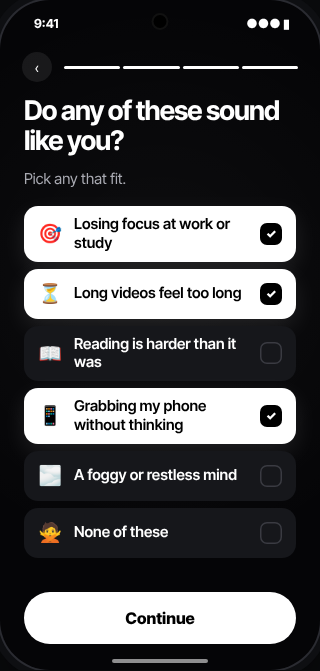 9:41
Do any of these sound
like you?
Pick any that fit.
Losing focus at work or
study
Long videos feel too long
Reading is harder than it
was
Grabbing my phone
without thinking
A foggy or restless mind
None of these
Continue